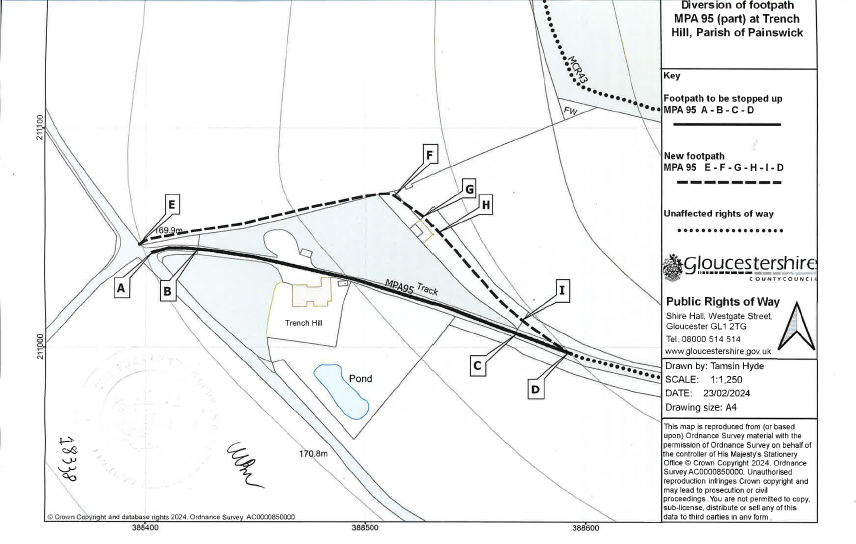 Diversion of footpath
MPA 95 (part) at Trench
Hill, Parish of Painswick
Key
Footpath to be stopped up
MPA 95 A - B - C - D
New footpath
MPA 95 E - F - G - H - I - D
Unaffected rights of way
Gloucestershire
COUNTY COUNCIL
Public Rights of Way
Shire Hall, Westgate Street,
Gloucester GL1 2TG
Tel, 08000 514 514
www.gloucestershire.gov.uk
Drawn by: Tamsin Hyde
SCALE: 1:1,250
DATE: 23/02/2024
Drawing size: A4
This map is reproduced from (or based
upon) Ordnance Survey material with the
permission of Ordnance Survey on behalf of
the controller of His Majesty's Stationery
Office © Crown Copyright 2024. Ordnance
Survey AC0000850000. Unauthorised
reproduction infringes Crown copyright and
may lead to prosecution or civil
proceedings. You are not permitted to copy,
sub-license, distribute or sell any of this
data to third parties in any form.
MCR43
FW
211100
F
G
H
E
169.9m
A
B
MPA95 Track
I
Trench Hill
211000
C
D
Pond
170.8m
18338
© Crown Copyright and database rights 2024. Ordnance Survey AC0000850000
388400
388500
388600